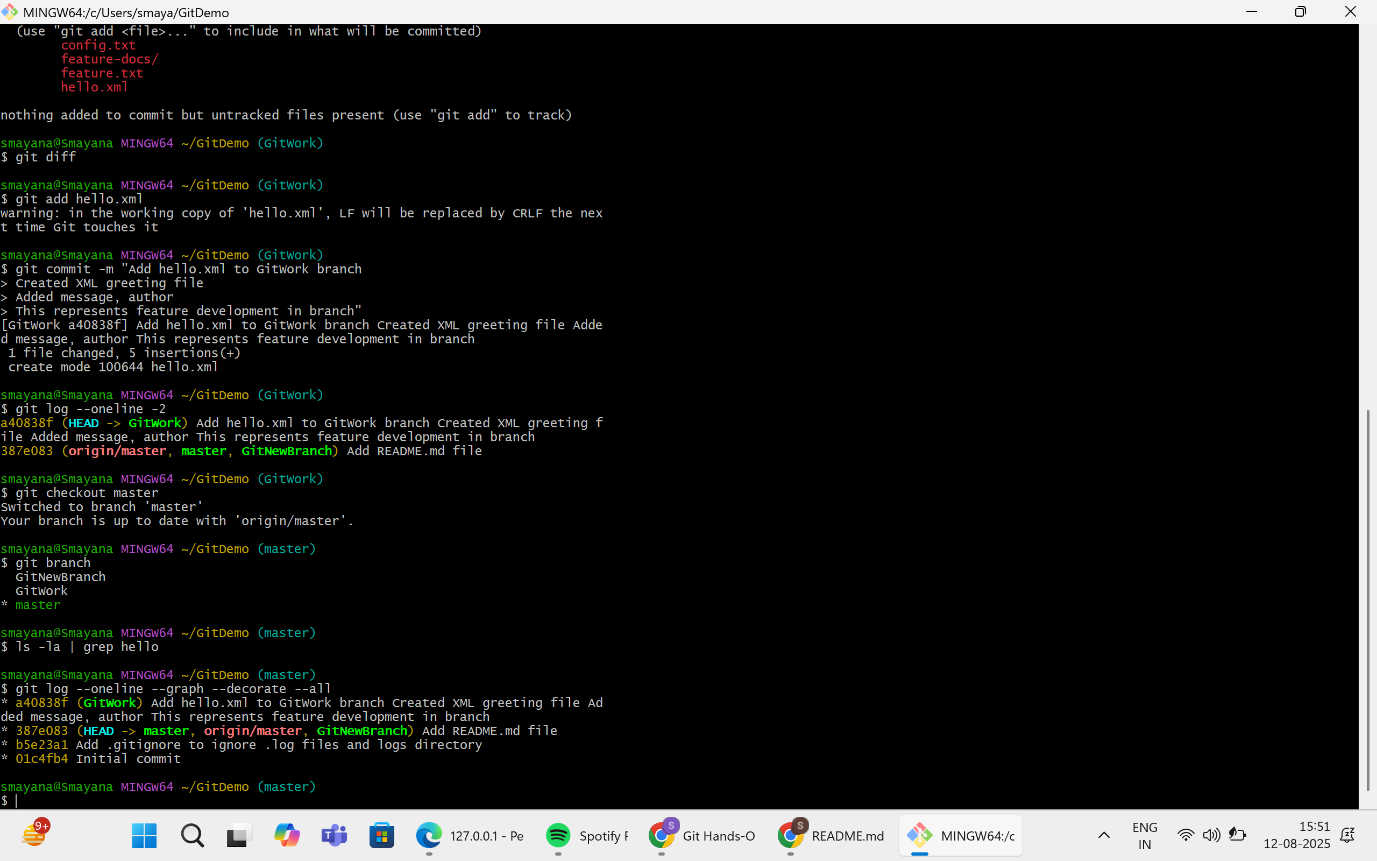 MINGW64:/c/Users/smaya/GitDemo
(use "git add <file>..." to include in what will be committed)
config.txt
feature-docs/
feature.txt
hello.xml
nothing added to commit but untracked files present (use "git add" to track)
smayana@Smayana MINGW64 ~/GitDemo (GitWork)
$ git diff
smayana@Smayana MINGW64 ~/GitDemo (GitWork)
$ git add hello.xml
warning: in the working copy of 'hello.xml', LF will be replaced by CRLF the nex
t time Git touches it
smayana@Smayana MINGW64 ~/GitDemo (GitWork)
$ git commit -m "Add hello.xml to GitWork branch
> Created XML greeting file
> Added message, author
> This represents feature development in branch"
[GitWork a40838f] Add hello.xml to GitWork branch Created XML greeting file Adde
d message, author This represents feature development in branch
1 file changed, 5 insertions(+)
create mode 100644 hello.xml
smayana@Smayana MINGW64 ~/GitDemo (GitWork)
$ git log --oneline -2
a40838f (HEAD -> GitWork) Add hello.xml to GitWork branch Created XML greeting f
ile Added message, author This represents feature development in branch
387e083 (origin/master, master, GitNewBranch) Add README.md file
smayana@Smayana MINGW64 ~/GitDemo (GitWork)
$ git checkout master
Switched to branch 'master'
Your branch is up to date with 'origin/master'.
smayana@Smayana MINGW64 ~/GitDemo (master)
$ git branch
GitNewBranch
GitWork
* master
smayana@Smayana MINGW64 ~/GitDemo (master)
$ ls -la | grep hello
smayana@Smayana MINGW64 ~/GitDemo (master)
$ git log --oneline --graph --decorate --all
* a40838f (GitWork) Add hello.xml to GitWork branch Created XML greeting file Ad
ded message, author This represents feature development in branch
* 387e083 (HEAD -> master, origin/master, GitNewBranch) Add README.md file
* b5e23a1 Add .gitignore to ignore .log files and logs directory
* 01c4fb4 Initial commit
smayana@Smayana MINGW64 ~/GitDemo (master)
$
9+
127.0.0.1 - Pe
Spotify F
S
Git Hands-O
S
README.md
MINGW64:/c
ENG
IN
15:51
12-08-2025